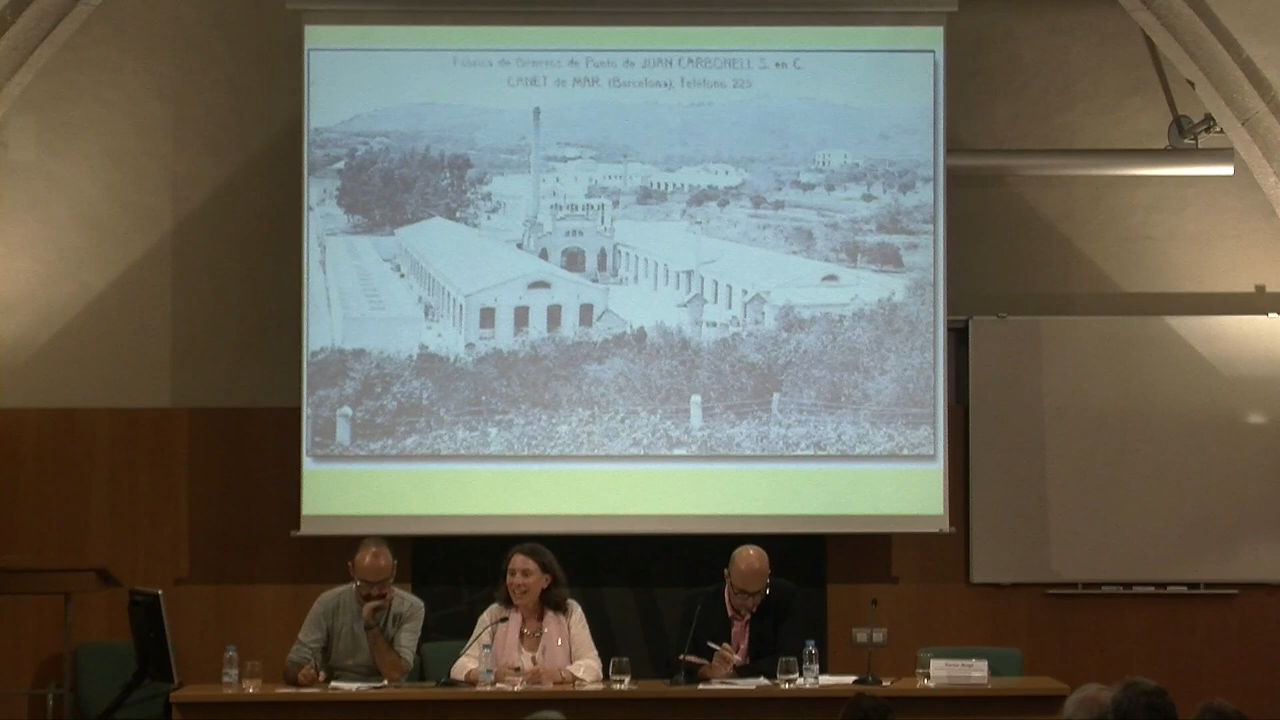 Fábrica de Géneros de Punto de JUAN CARBONELL S. en C.
CANET de MAR. (Barcelona). Teléfono 225